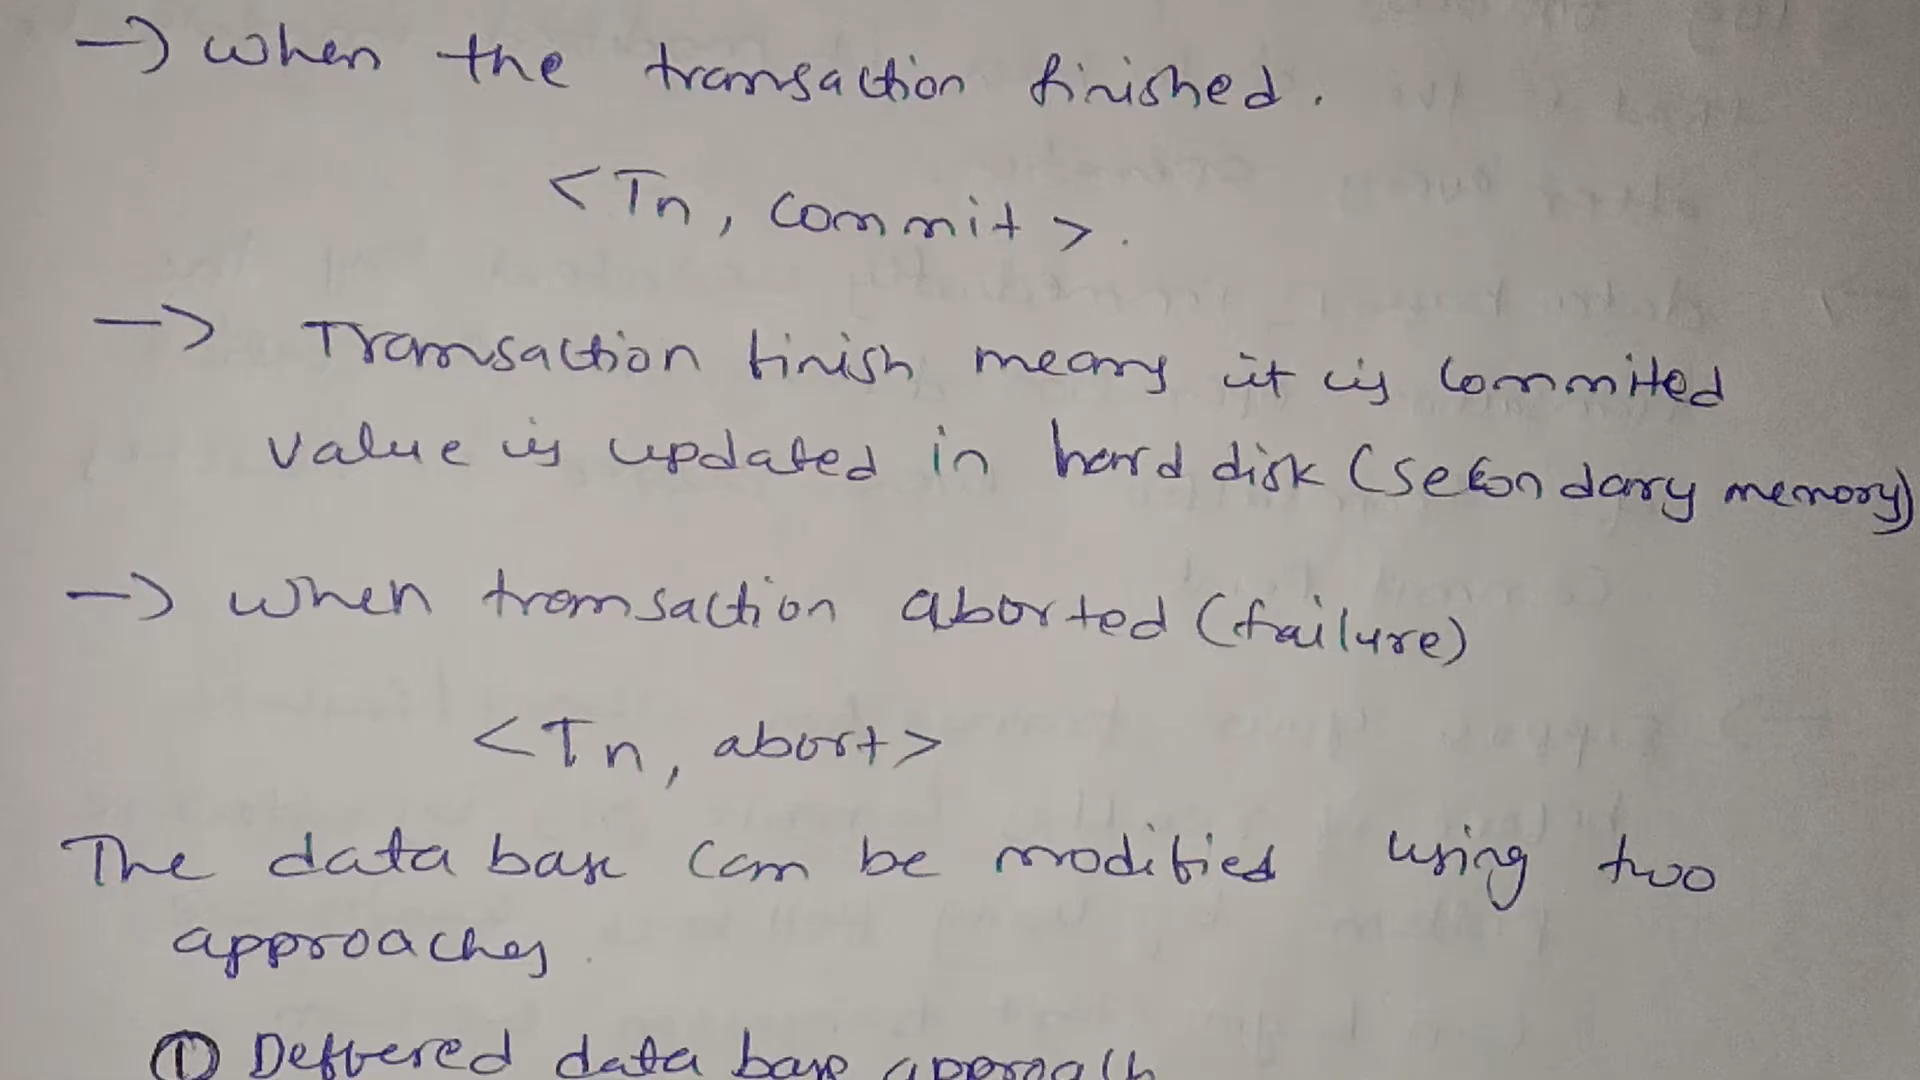 → when the transaction finished.
<Tn, commit>.
→ Transaction finish means it is commited
value is updated in hard disk (secondary memory)
→ when transaction aborted (failure)
<Tn, abort>
The data base can be modified using two
approaches
① Deffered data base approach